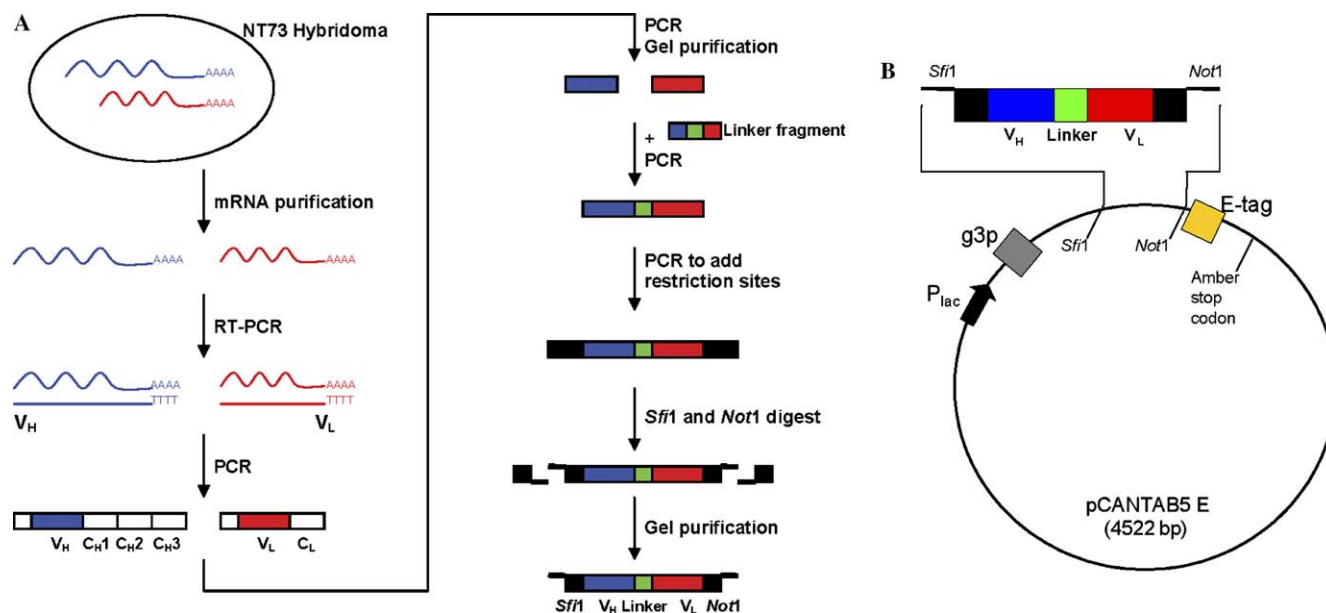 A
NT73 Hybridoma
AAAA
AAAA
mRNA purification
AAAA
AAAA
RT-PCR
AAAA
TTTT
AAAA
TTTT
VH
VL
PCR
VH CH1 CH2 CH3
VL CL
PCR
Gel purification
+
Linker fragment
PCR
PCR to add
restriction sites
Sfi1 and Not1 digest
Gel purification
Sfi1 VH Linker VL Not1
B
Sfi1
Not1
VH Linker VL
Sfi1
Not1
E-tag
g3p
Plac
Amber
stop
codon
pCANTAB5 E
(4522 bp)